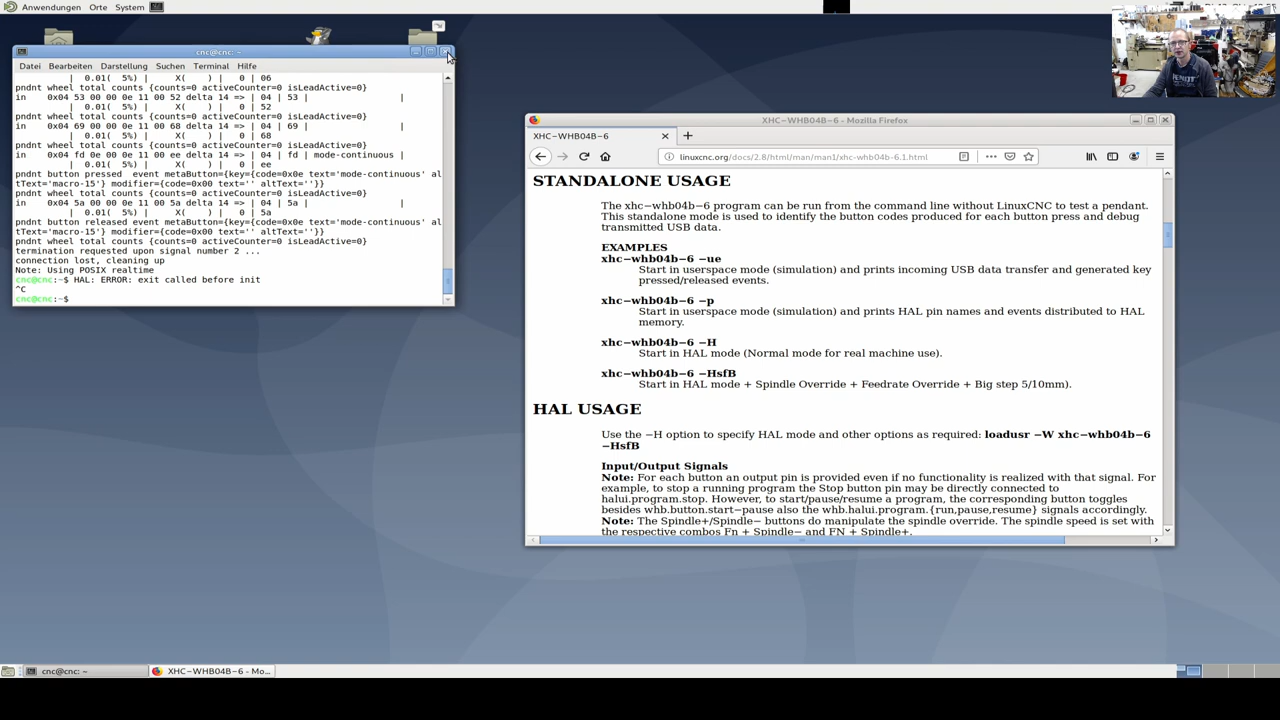 Anwendungen Orte System
cnc@cnc: ~
Datei Bearbeiten Darstellung Suchen Terminal Hilfe
| 0.01( 5%) | X( ) | 0 | 06
pndnt wheel total counts {counts=0 activeCounter=0 isLeadActive=0}
in 0x04 53 00 00 0e 11 00 52 delta 14 => | 04 | 53 | |
| 0.01( 5%) | X( ) | 0 | 52
pndnt wheel total counts {counts=0 activeCounter=0 isLeadActive=0}
in 0x04 69 00 00 0e 11 00 68 delta 14 => | 04 | 69 | |
| 0.01( 5%) | X( ) | 0 | 68
pndnt wheel total counts {counts=0 activeCounter=0 isLeadActive=0}
in 0x04 fd 0e 00 0e 11 00 ee delta 14 => | 04 | fd | mode-continuous |
| 0.01( 5%) | X( ) | 0 | ee
pndnt button pressed event metaButton={key={code=0x0e text='mode-continuous' al
tText='macro-15'} modifier={code=0x00 text='' altText=''}}
pndnt wheel total counts {counts=0 activeCounter=0 isLeadActive=0}
in 0x04 5a 00 00 0e 11 00 5a delta 14 => | 04 | 5a | |
| 0.01( 5%) | X( ) | 0 | 5a
pndnt button released event metaButton={key={code=0x0e text='mode-continuous' al
tText='macro-15'} modifier={code=0x00 text='' altText=''}}
pndnt wheel total counts {counts=0 activeCounter=0 isLeadActive=0}
termination requested upon signal number 2 ...
connection lost, cleaning up
Note: Using POSIX realtime
cnc@cnc:~$ HAL: ERROR: exit called before init
^C
cnc@cnc:~$
XHC-WHB04B-6 - Mozilla Firefox
XHC-WHB04B-6
linuxcnc.org/docs/2.8/html/man/man1/xhc-whb04b-6.1.html
STANDALONE USAGE
The xhc-whb04b-6 program can be run from the command line without LinuxCNC to test a pendant.
This standalone mode is used to identify the button codes produced for each button press and debug
transmitted USB data.
EXAMPLES
xhc-whb04b-6 -ue
Start in userspace mode (simulation) and prints incoming USB data transfer and generated key
pressed/released events.
xhc-whb04b-6 -p
Start in userspace mode (simulation) and prints HAL pin names and events distributed to HAL
memory.
xhc-whb04b-6 -H
Start in HAL mode (Normal mode for real machine use).
xhc-whb04b-6 -HsfB
Start in HAL mode + Spindle Override + Feedrate Override + Big step 5/10mm).
HAL USAGE
Use the -H option to specify HAL mode and other options as required: loadusr -W xhc-whb04b-6
-HsfB
Input/Output Signals
Note: For each button an output pin is provided even if no functionality is realized with that signal. For
example, to stop a running program the Stop button pin may be directly connected to
halui.program.stop. However, to start/pause/resume a program, the corresponding button toggles
besides whb.button.start-pause also the whb.halui.program.{run,pause,resume} signals accordingly.
Note: The Spindle+/Spindle- buttons do manipulate the spindle override. The spindle speed is set with
the respective combos Fn + Spindle- and FN + Spindle+.
cnc@cnc: ~
XHC-WHB04B-6 - Mo...